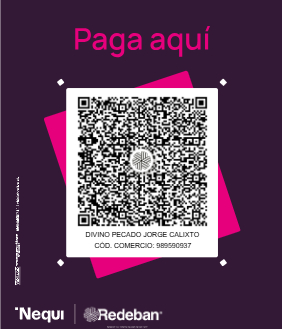 Paga aquí
DIVINO PECADO JORGE CALIXTO
CÓD. COMERCIO: 989590937
Nequi
Redeban